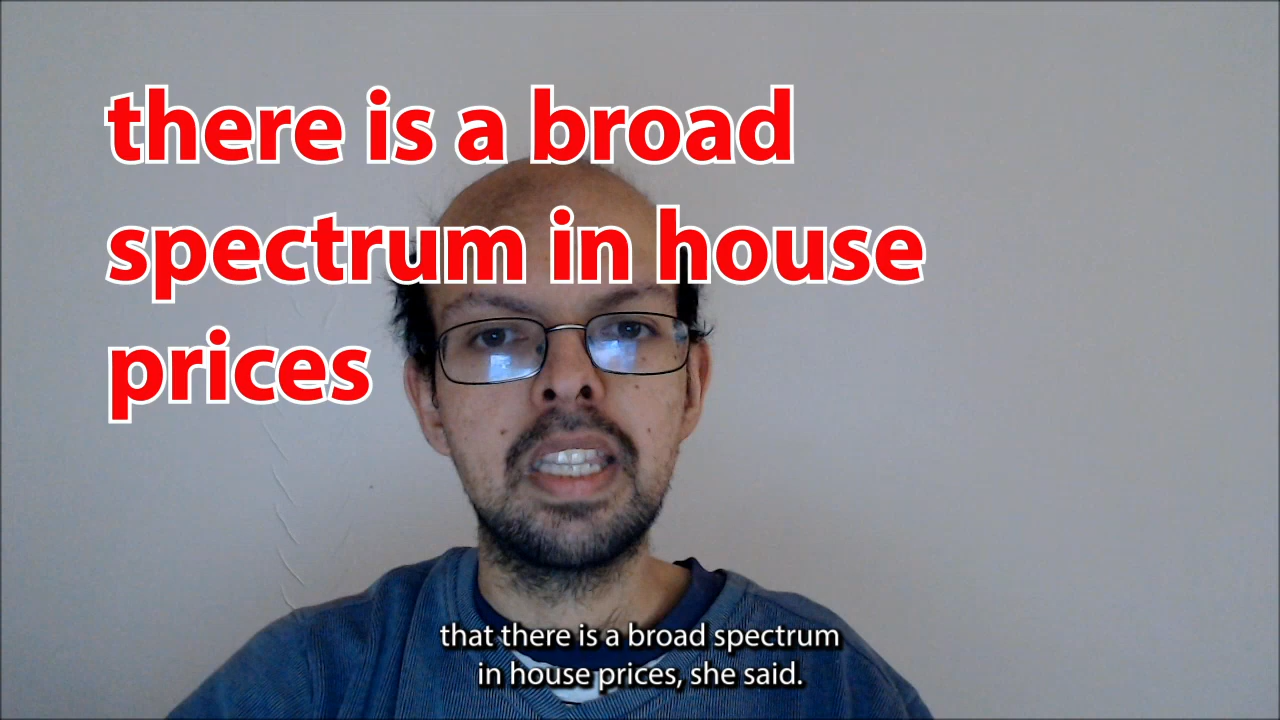 there is a broad
spectrum in house
prices
that there is a broad spectrum
in house prices, she said.